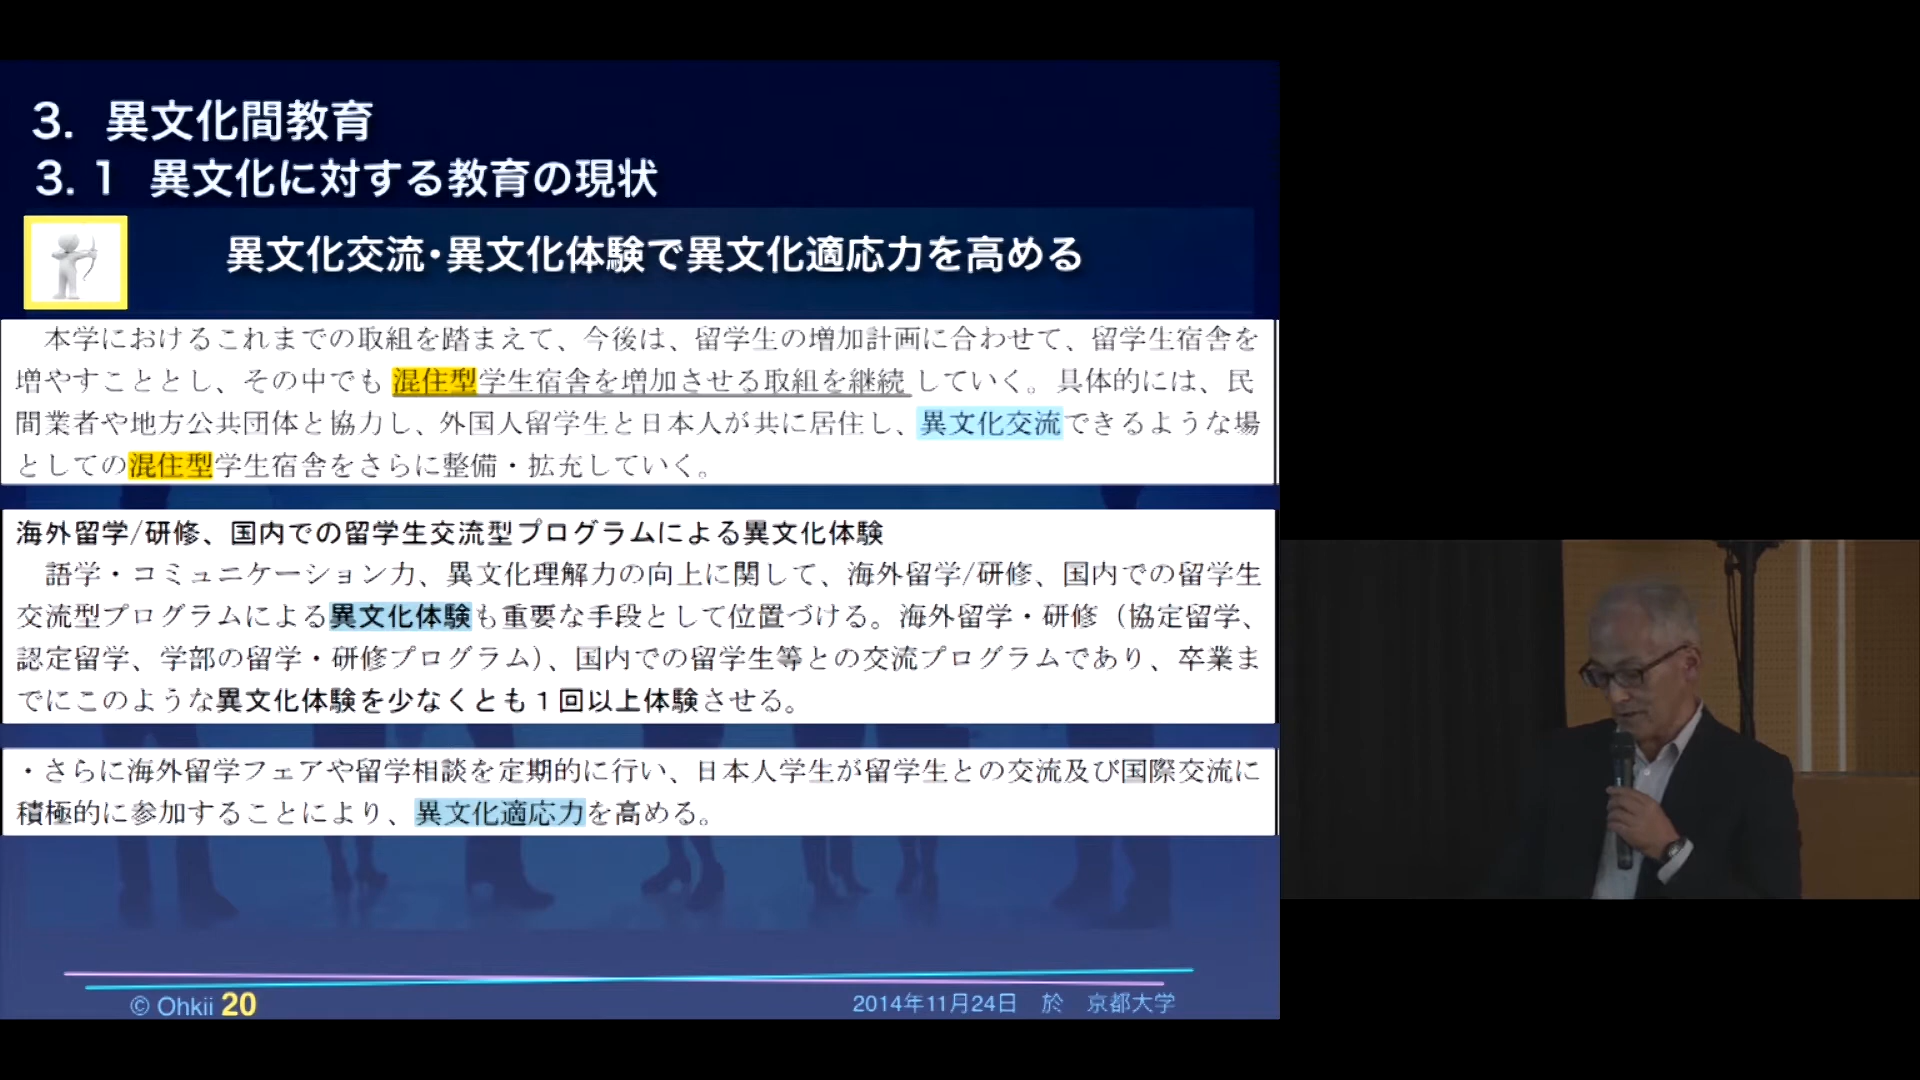 3. 異文化間教育
3. 1 異文化に対する教育の現状
異文化交流・異文化体験で異文化適応力を高める
本学におけるこれまでの取組を踏まえて、今後は、留学生の増加計画に合わせて、留学生宿舎を
増やすこととし、その中でも 混住型学生宿舎を増加させる取組を継続 していく。具体的には、民
間業者や地方公共団体と協力し、外国人留学生と日本人が共に居住し、異文化交流できるような場
としての混住型学生宿舎をさらに整備・拡充していく。
海外留学/研修、国内での留学生交流型プログラムによる異文化体験
語学・コミュニケーション力、異文化理解力の向上に関して、海外留学/研修、国内での留学生
交流型プログラムによる異文化体験も重要な手段として位置づける。海外留学・研修（協定留学、
認定留学、学部の留学・研修プログラム）、国内での留学生等との交流プログラムであり、卒業ま
でにこのような異文化体験を少なくとも１回以上体験させる。
・さらに海外留学フェアや留学相談を定期的に行い、日本人学生が留学生との交流及び国際交流に
積極的に参加することにより、異文化適応力を高める。
© Ohkii 20
2014年11月24日 於 京都大学